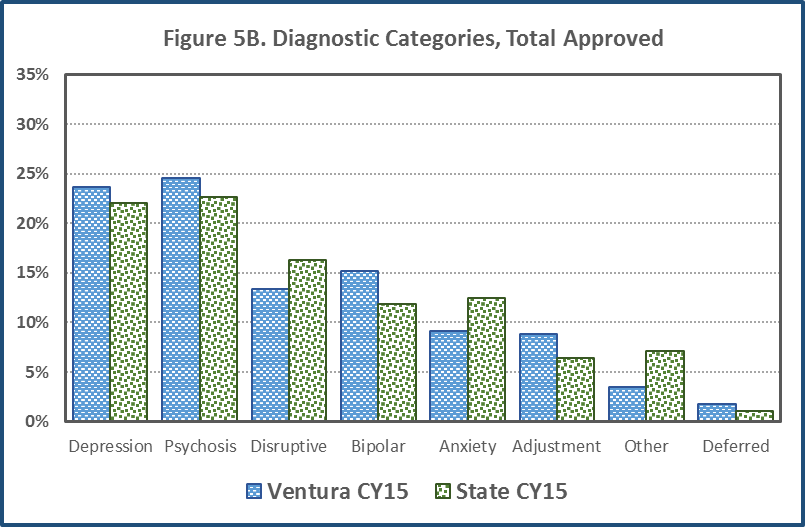 Figure 5B. Diagnostic Categories, Total Approved
35%
30%
25%
20%
15%
10%
5%
0%
Depression Psychosis Disruptive Bipolar Anxiety Adjustment Other Deferred
Ventura CY15 State CY15